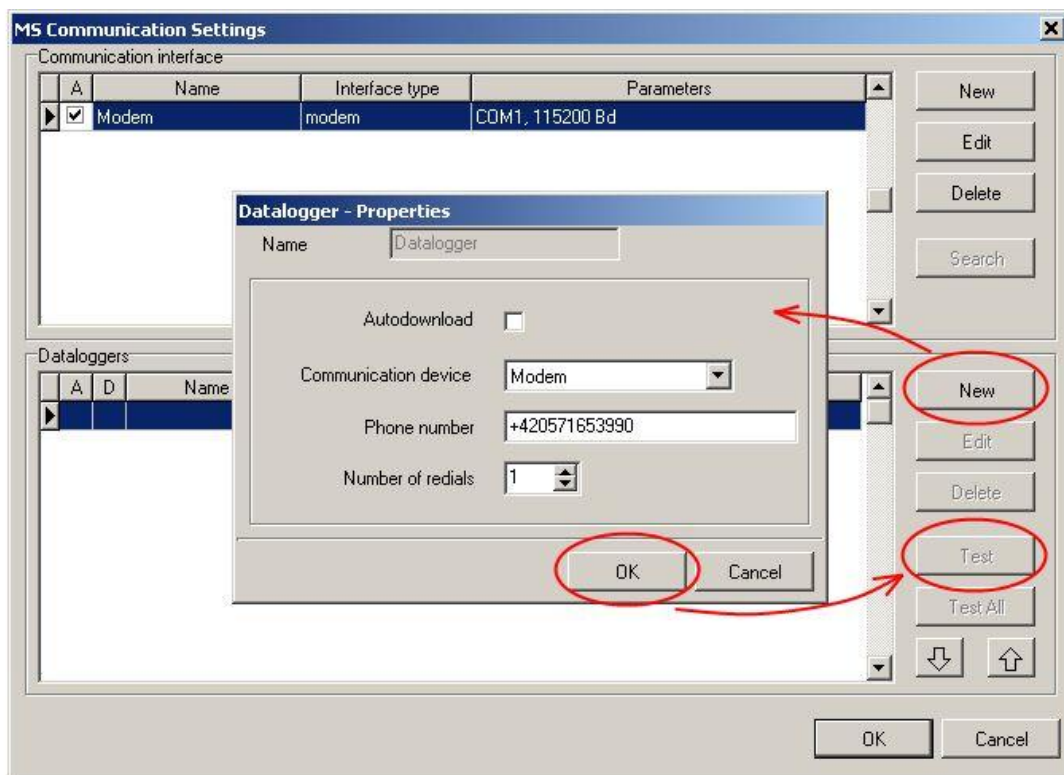 MS Communication Settings
Communication interface
A Name Interface type Parameters
Modem modem COM1, 115200 Bd
New
Edit
Delete
Search
Datalogger - Properties
Name Datalogger
Autodownload
Communication device Modem
Phone number +420571653990
Number of redials 1
OK Cancel
Dataloggers
A D Name
New
Edit
Delete
Test
Test All
OK Cancel